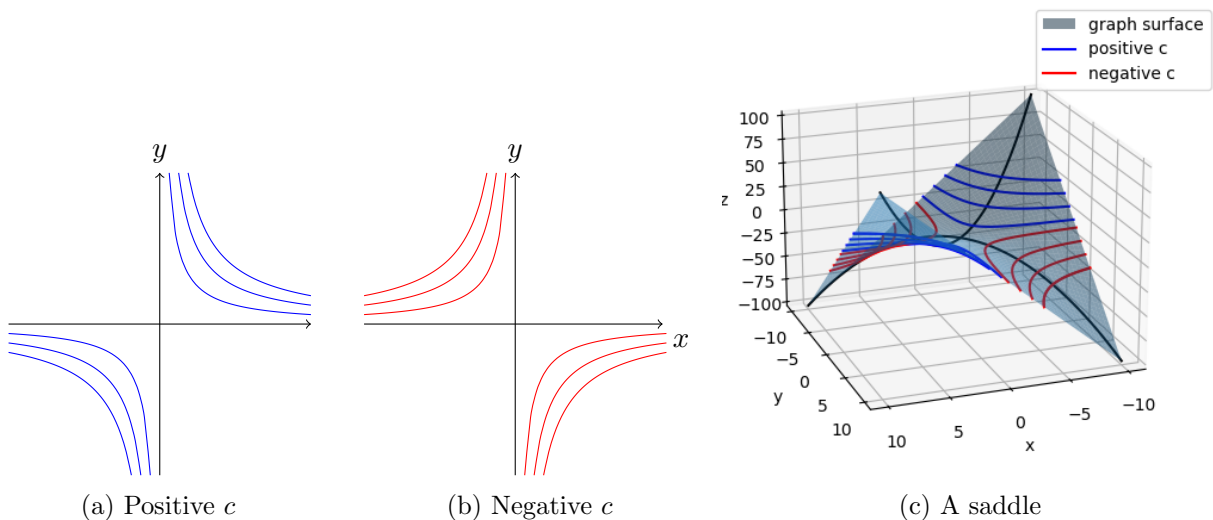 y
(a) Positive c
y
x
(b) Negative c
graph surface
positive c
negative c
100
75
50
25
0
−25
−50
−75
−100
z
−10
−5
0
5
10
y
10
5
0
−5
−10
x
(c) A saddle